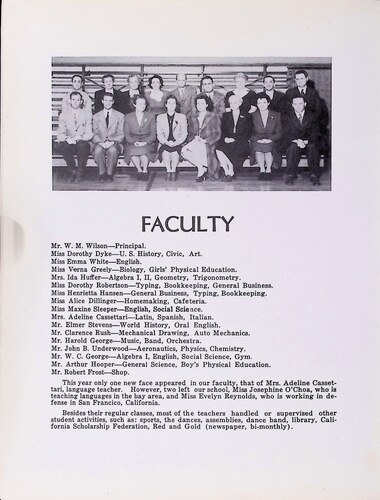 FACULTY
Mr. W. M. Wilson—Principal.
Miss Dorothy Dyke—U. S. History, Civic, Art.
Miss Emma White—English.
Miss Verna Greely—Biology, Girls' Physical Education.
Mrs. Ida Huffer—Algebra I, II, Geometry, Trigonometry.
Miss Dorothy Robertson—Typing, Bookkeeping, General Business.
Miss Henrietta Hansen—General Business, Typing, Bookkeeping.
Miss Alice Dillinger—Homemaking, Cafeteria.
Miss Maxine Sleeper—English, Social Science.
Mrs. Adeline Cassettari—Latin, Spanish, Italian.
Mr. Elmer Stevens—World History, Oral English.
Mr. Clarence Rush—Mechanical Drawing, Auto Mechanics.
Mr. Harold George—Music, Band, Orchestra.
Mr. John B. Underwood—Aeronautics, Physics, Chemistry.
Mr. W. C. George—Algebra I, English, Social Science, Gym.
Mr. Arthur Hooper—General Science, Boy's Physical Education.
Mr. Robert Frost—Shop.
This year only one new face appeared in our faculty, that of Mrs. Adeline Casset-
tari, language teacher. However, two left our school, Miss Josephine O'Choa, who is
teaching languages in the bay area, and Miss Evelyn Reynolds, who is working in de-
fense in San Francico, California.
Besides their regular classes, most of the teachers handled or supervised other
student activities, such as: sports, the dances, assemblies, dance band, library, Cali-
fornia Scholarship Federation, Red and Gold (newspaper, bi-monthly).